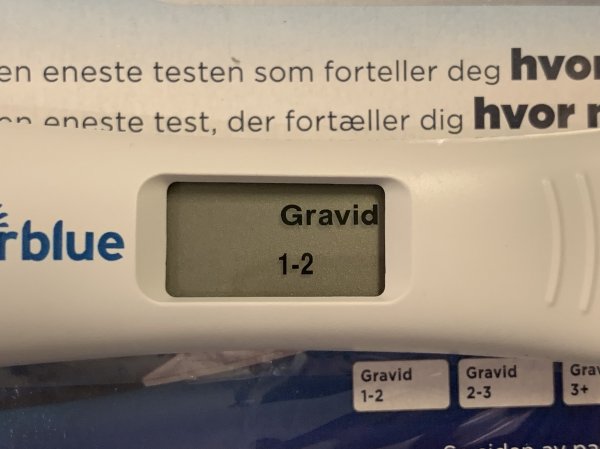 en eneste testen som forteller deg
eneste test, der fortæller dig hvor
rblue
Gravid
1-2
Gravid
1-2
Gravid
2-3
3+